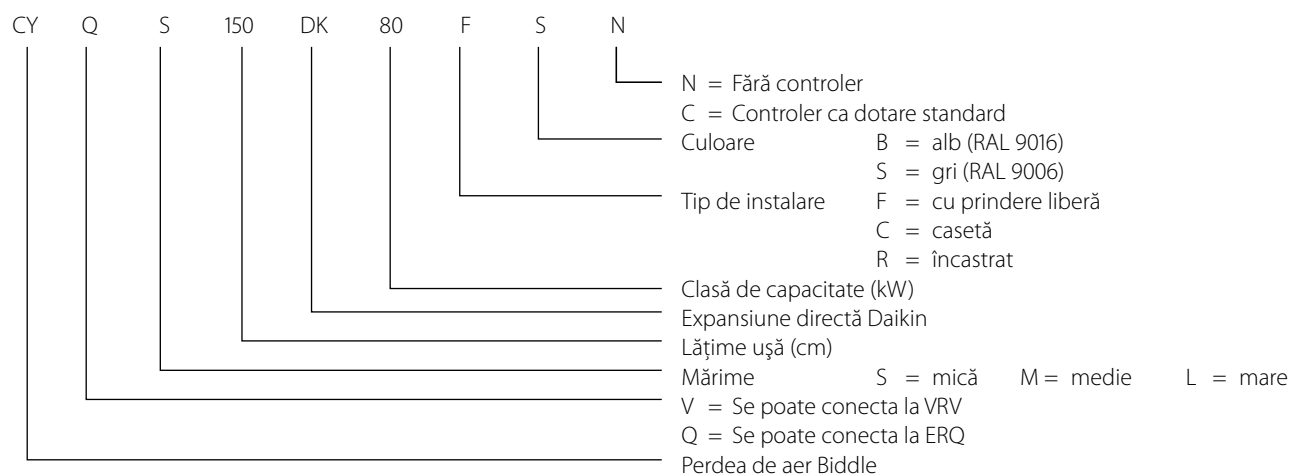 CY Q S 150 DK 80 F S N
N = Fără controler
C = Controler ca dotare standard
Culoare B = alb (RAL 9016)
S = gri (RAL 9006)
Tip de instalare F = cu prindere liberă
C = casetă
R = încastrat
Clasă de capacitate (kW)
Expansiune directă Daikin
Lățime uşă (cm)
Mărime S = mică M = medie L = mare
V = Se poate conecta la VRV
Q = Se poate conecta la ERQ
Perdea de aer Biddle